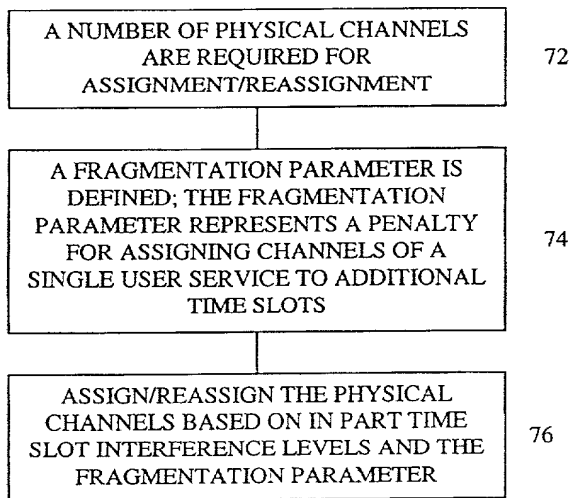 A NUMBER OF PHYSICAL CHANNELS
ARE REQUIRED FOR
ASSIGNMENT/REASSIGNMENT
72
A FRAGMENTATION PARAMETER IS
DEFINED; THE FRAGMENTATION
PARAMETER REPRESENTS A PENALTY
FOR ASSIGNING CHANNELS OF A
SINGLE USER SERVICE TO ADDITIONAL
TIME SLOTS
74
ASSIGN/REASSIGN THE PHYSICAL
CHANNELS BASED ON IN PART TIME
SLOT INTERFERENCE LEVELS AND THE
FRAGMENTATION PARAMETER
76